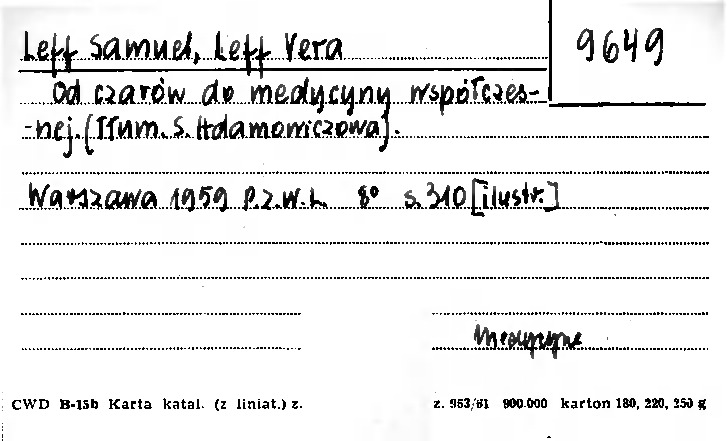 Leff Samuel, Leff Vera
9649
Od czarów do medycyny współczes-
-nej. [Tłum. S. Adamowiczowa].
Warszawa 1959 P.Z.W.L. 8° s. 310 [ilustr.]
Medycyna
CWD B-15b Karta katal. (z liniat.) z.
z. 953/61 900.000 karton 180, 220, 250 g